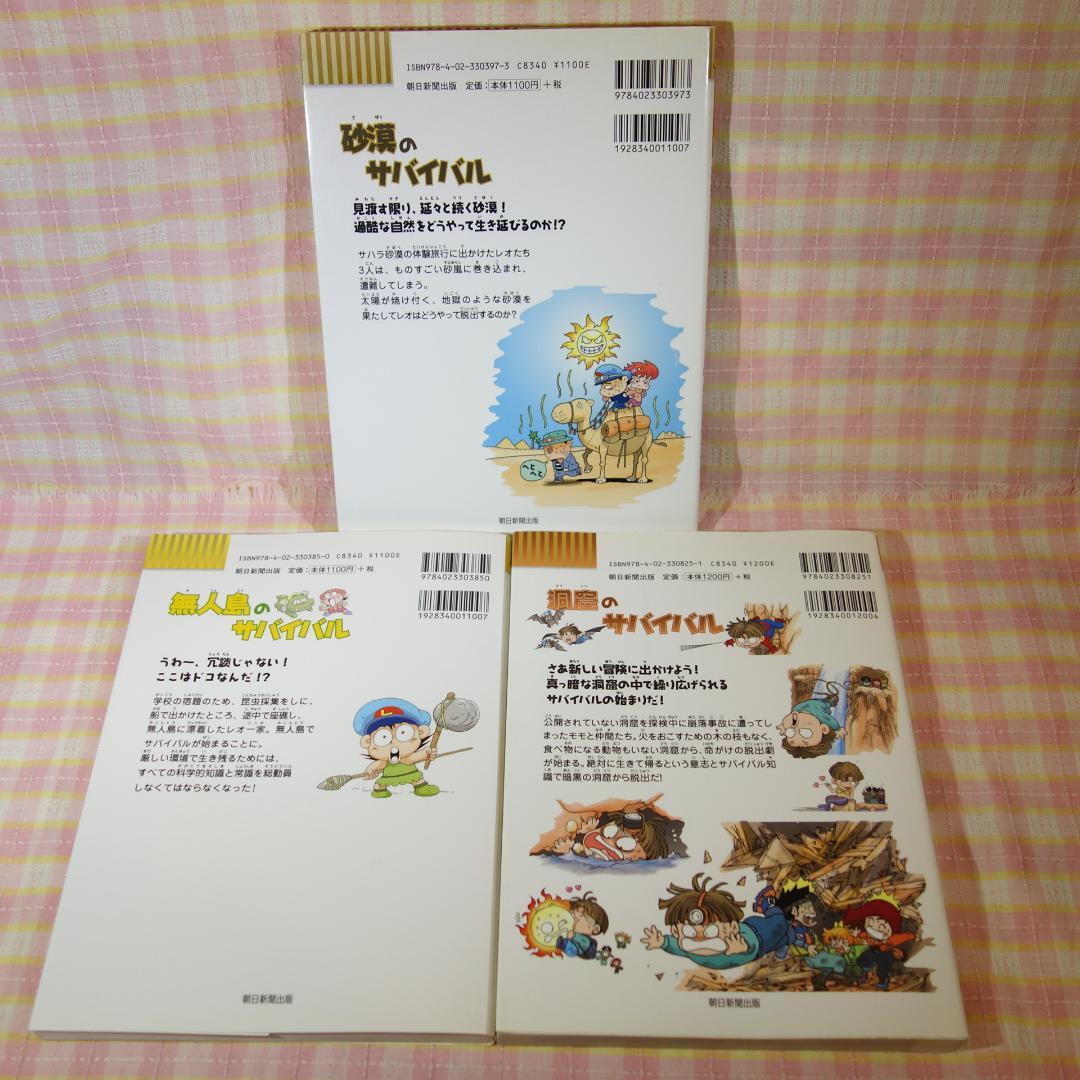 ISBN978-4-02-330397-3 C8340 ¥1100E
朝日新聞出版 定価：本体1100円＋税
9784023303973
1928340011007
砂漠の
サバイバル
見渡す限り、延々と続く砂漠！
過酷な自然をどうやって生き延びるのか！？
サハラ砂漠の体験旅行に出かけたレオたち
3人は、ものすごい砂嵐に巻き込まれ、
遭難してしまう。
太陽が焼け付く、地獄のような砂漠を
果たしてレオはどうやって脱出するのか？
へと
へと
朝日新聞出版
ISBN978-4-02-330385-0 C8340 ¥1100E
朝日新聞出版 定価：本体1100円＋税
9784023303850
1928340011007
無人島の
サバイバル
うわー、冗談じゃない！
ここはドコなんだ！？
学校の宿題のため、昆虫採集をしに、
船で出かけたところ、途中で座礁し、
無人島に漂着したレオ一家。無人島で
サバイバルが始まることに。
厳しい環境で生き残るためには、
すべての科学的知識と常識を総動員
しなくてはならなくなった！
L
朝日新聞出版
ISBN978-4-02-330825-1 C8340 ¥1200E
朝日新聞出版 定価：本体1200円＋税
9784023308251
1928340012004
洞窟の
サバイバル
さあ新しい冒険に出かけよう！
真っ暗な洞窟の中で繰り広げられる
サバイバルの始まりだ！
公開されていない洞窟を探検中に崩落事故に遭ってし
まったモモと仲間たち。火をおこすための木の枝もなく、
食べ物になる動物もいない洞窟から、命がけの脱出劇
が始まる。絶対に生きて帰るという意志とサバイバル知
識で暗黒の洞窟から脱出だ！
朝日新聞出版